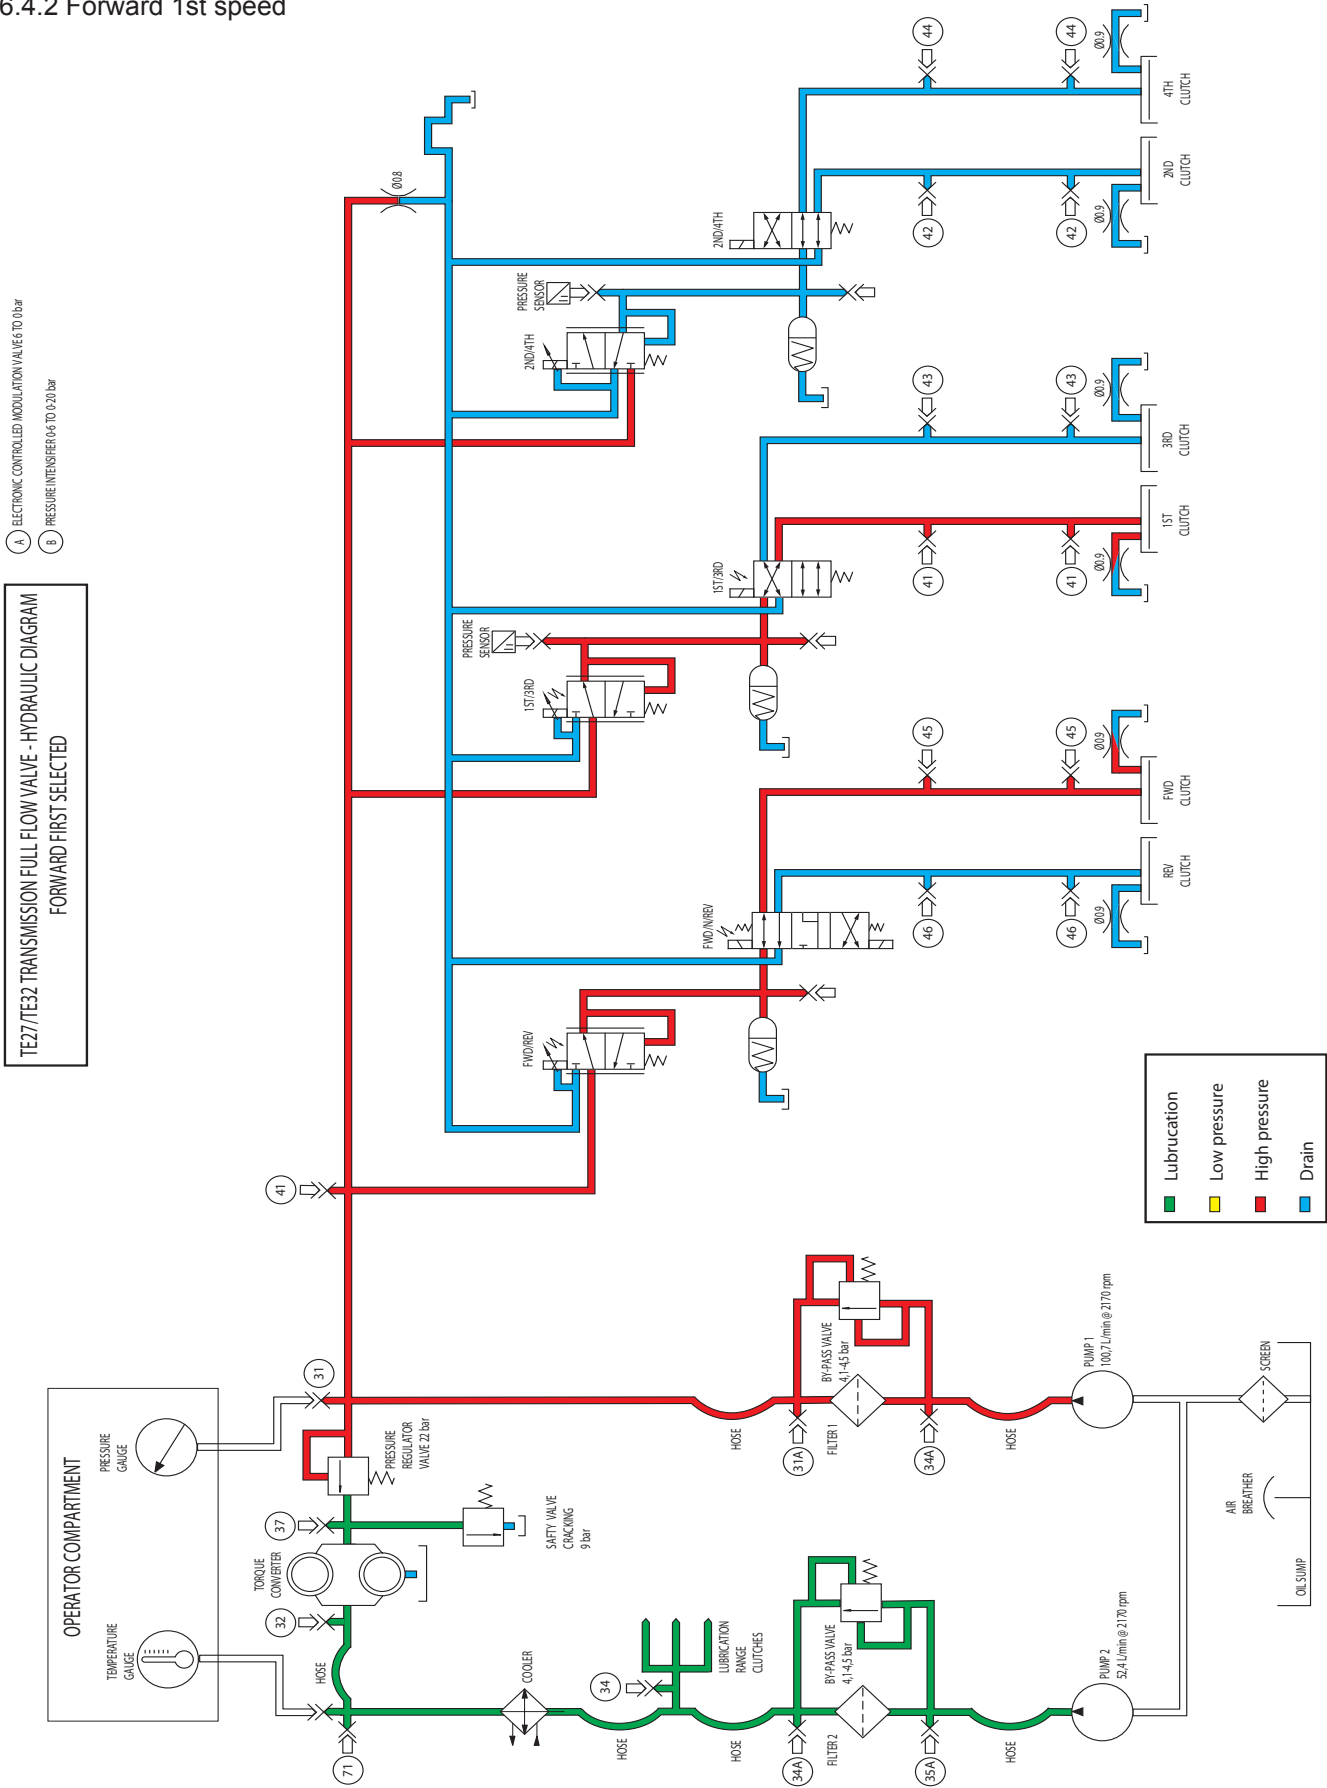 6.4.2 Forward 1st speed
TE27/TE32 TRANSMISSION FULL FLOW VALVE - HYDRAULIC DIAGRAM
FORWARD FIRST SELECTED
A ELECTRONIC CONTROLLED MODULATION VALVE 6 TO 0 bar
B PRESSURE INTENSIFIER 0-6 TO 0-20 bar
OPERATOR COMPARTMENT
TEMPERATURE
GAUGE
PRESSURE
GAUGE
71
HOSE
32
TORQUE
CONVERTER
37
PRESSURE
REGULATOR
VALVE 22 bar
31
41
SAFTY VALVE
CRACKING
9 bar
COOLER
HOSE
34
LUBRICATION
RANGE
CLUTCHES
HOSE
34A
FILTER 2
BY-PASS VALVE
4,1-4,5 bar
35A
HOSE
PUMP 2
52,4 L/min @ 2170 rpm
HOSE
31A
FILTER 1
BY-PASS VALVE
4,1-4,5 bar
34A
HOSE
PUMP 1
100,7 L/min @ 2170 rpm
OIL SUMP
AIR
BREATHER
SCREEN
Lubrucation
Low pressure
High pressure
Drain
FWD/REV
FWD/N/REV
46
45
46
45
Ø0.9
REV
CLUTCH
FWD
CLUTCH
Ø0.9
1ST/3RD
PRESSURE
SENSOR
1ST/3RD
41
43
41
43
Ø0.9
1ST
CLUTCH
3RD
CLUTCH
Ø0.9
2ND/4TH
PRESSURE
SENSOR
2ND/4TH
Ø0.8
42
44
42
44
Ø0.9
2ND
CLUTCH
4TH
CLUTCH
Ø0.9